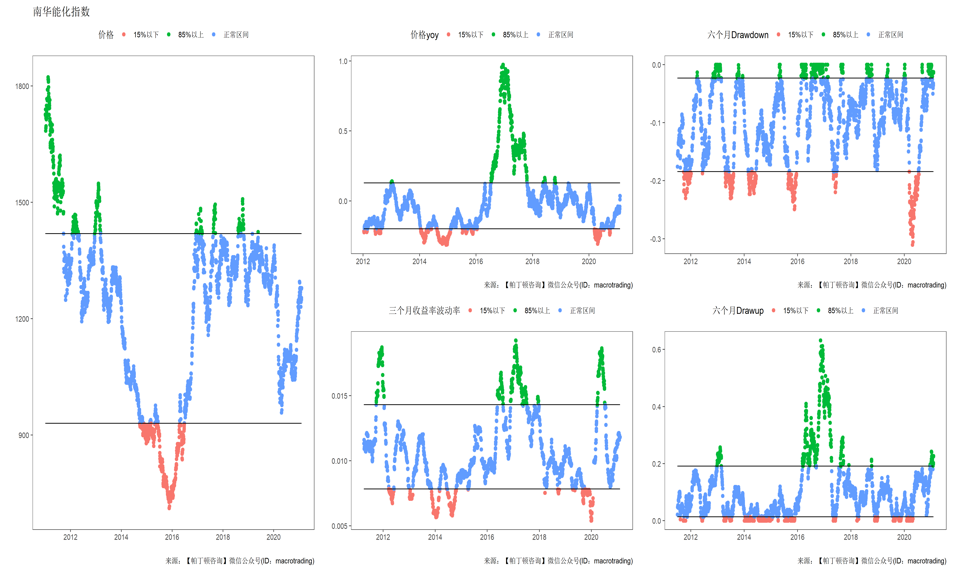 南华能化指数
价格 15%以下 85%以上 正常区间
1800
1500
1200
900
2012 2014 2016 2018 2020
来源：【帕丁顿咨询】微信公众号(ID：macrotrading)
价格yoy 15%以下 85%以上 正常区间
1.0
0.5
0.0
2012 2014 2016 2018 2020
来源：【帕丁顿咨询】微信公众号(ID：macrotrading)
六个月Drawdown 15%以下 85%以上 正常区间
0.0
-0.1
-0.2
-0.3
2012 2014 2016 2018 2020
来源：【帕丁顿咨询】微信公众号(ID：macrotrading)
三个月收益率波动率 15%以下 85%以上 正常区间
0.015
0.010
0.005
2012 2014 2016 2018 2020
来源：【帕丁顿咨询】微信公众号(ID：macrotrading)
六个月Drawup 15%以下 85%以上 正常区间
0.6
0.4
0.2
0.0
2012 2014 2016 2018 2020
来源：【帕丁顿咨询】微信公众号(ID：macrotrading)